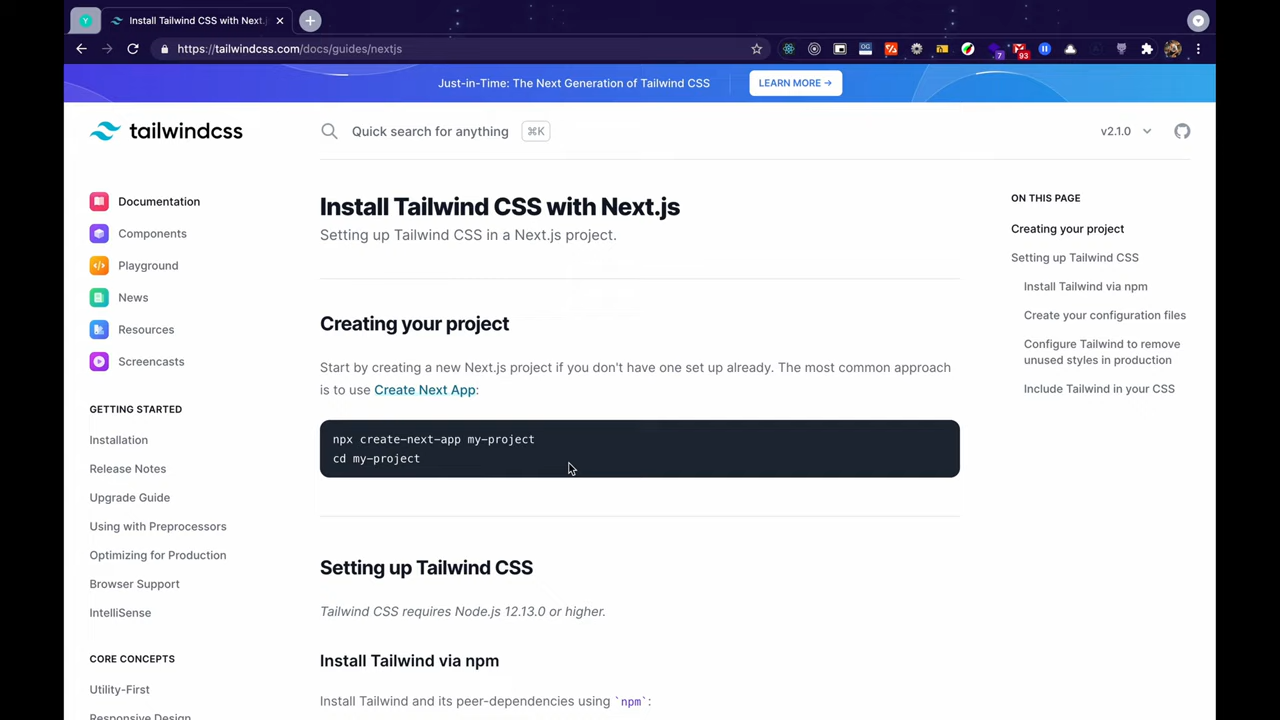 Install Tailwind CSS with Next.
https://tailwindcss.com/docs/guides/nextjs
7
93
Just-in-Time: The Next Generation of Tailwind CSS
LEARN MORE →
tailwindcss
Quick search for anything
⌘K
v2.1.0
Documentation
Components
Playground
News
Resources
Screencasts
GETTING STARTED
Installation
Release Notes
Upgrade Guide
Using with Preprocessors
Optimizing for Production
Browser Support
IntelliSense
CORE CONCEPTS
Utility-First
Responsive Design
Install Tailwind CSS with Next.js
Setting up Tailwind CSS in a Next.js project.
Creating your project
Start by creating a new Next.js project if you don't have one set up already. The most common approach
is to use Create Next App:
npx create-next-app my-project
cd my-project
Setting up Tailwind CSS
Tailwind CSS requires Node.js 12.13.0 or higher.
Install Tailwind via npm
Install Tailwind and its peer-dependencies using `npm`:
ON THIS PAGE
Creating your project
Setting up Tailwind CSS
Install Tailwind via npm
Create your configuration files
Configure Tailwind to remove
unused styles in production
Include Tailwind in your CSS